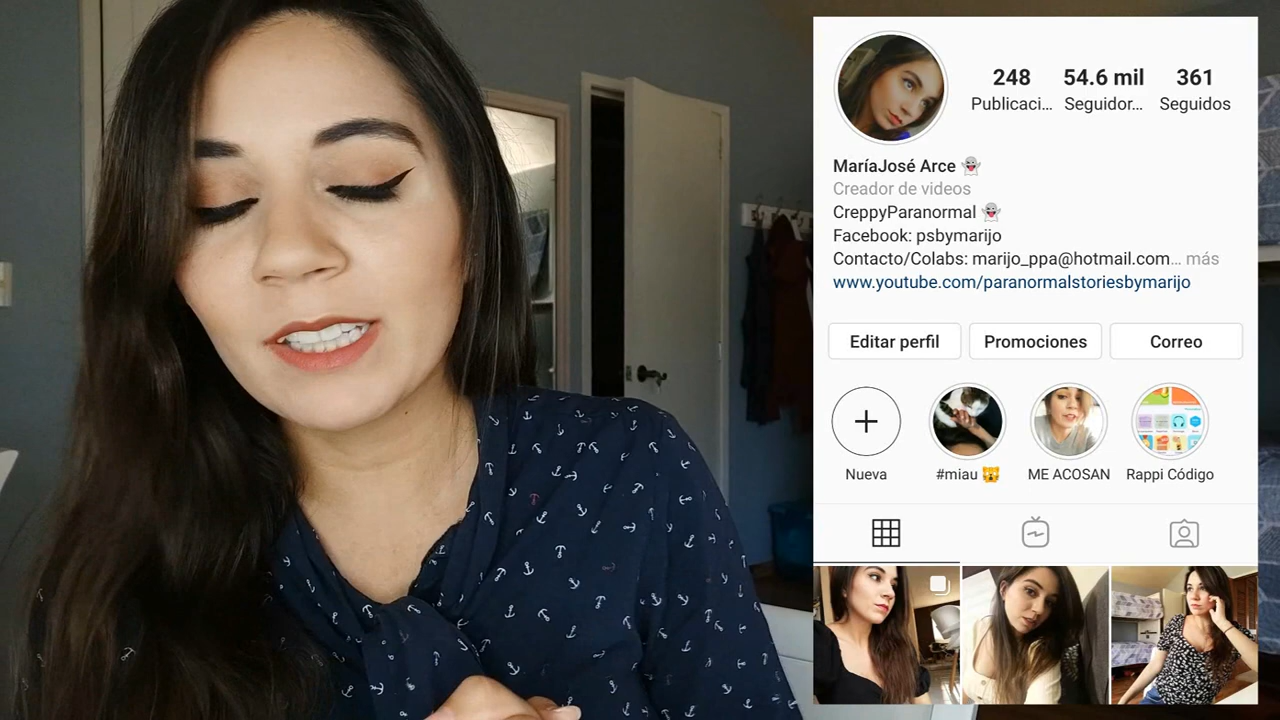 248 54.6 mil 361
Publicaci... Seguidor... Seguidos
MaríaJosé Arce 👻
Creador de videos
CreppyParanormal 👻
Facebook: psbymarijo
Contacto/Colabs: marijo_ppa@hotmail.com... más
www.youtube.com/paranormalstoriesbymarijo
Editar perfil Promociones Correo
Nueva #miau 🙀 ME ACOSAN Rappi Código